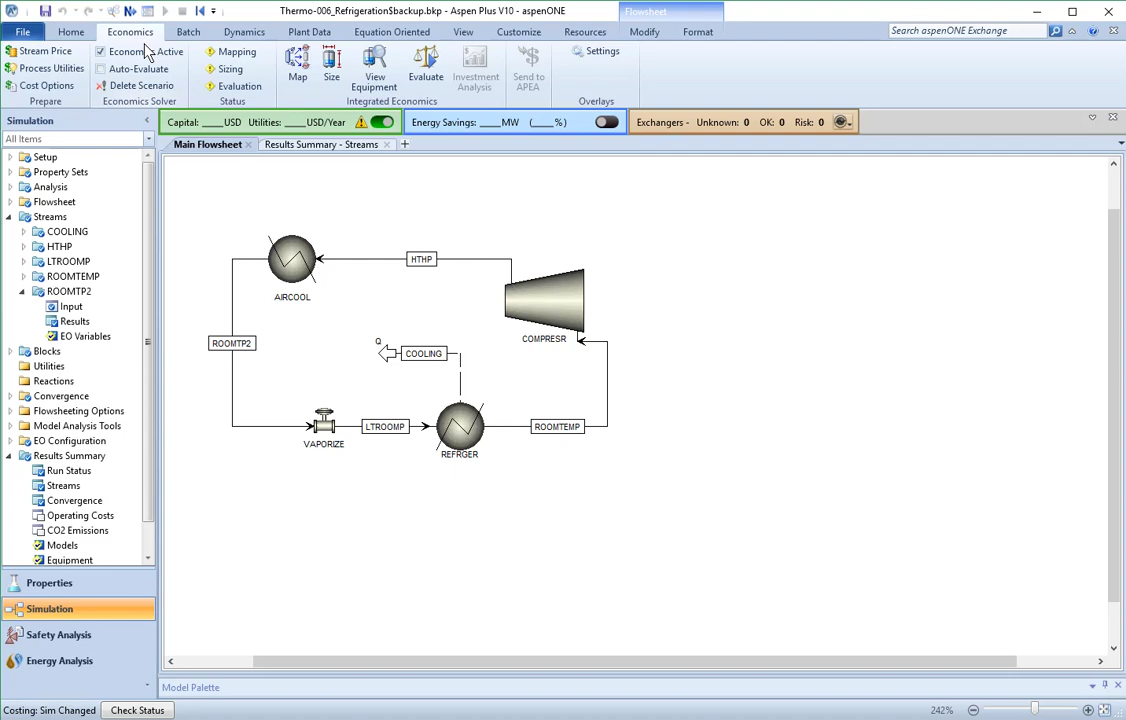 Thermo-006_Refrigeration$backup.bkp - Aspen Plus V10 - aspenONE
Flowsheet
File Home Economics Batch Dynamics Plant Data Equation Oriented View Customize Resources Modify Format
Search aspenONE Exchange
Stream Price
Process Utilities
Cost Options
Prepare
Active
Auto-Evaluate
Delete Scenario
Economics Solver
Mapping
Sizing
Evaluation
Status
Map
Size
View Equipment
Evaluate
Integrated Economics
Investment Analysis
Send to APEA
Settings
Overlays
Simulation
Capital: ____USD Utilities: ____USD/Year
Energy Savings: ____MW (____%)
Exchangers - Unknown: 0 OK: 0 Risk: 0
All Items
Main Flowsheet
Results Summary - Streams
Setup
Property Sets
Analysis
Flowsheet
Streams
COOLING
HTHP
LTROOMP
ROOMTEMP
ROOMTP2
Input
Results
EO Variables
Blocks
Utilities
Reactions
Convergence
Flowsheeting Options
Model Analysis Tools
EO Configuration
Results Summary
Run Status
Streams
Convergence
Operating Costs
CO2 Emissions
Models
Equipment
Properties
Simulation
Safety Analysis
Energy Analysis
HTHP
AIRCOOL
COMPRESR
ROOMTP2
Q
COOLING
LTROOMP
ROOMTEMP
VAPORIZE
REFRGER
Model Palette
Costing: Sim Changed
Check Status
242%